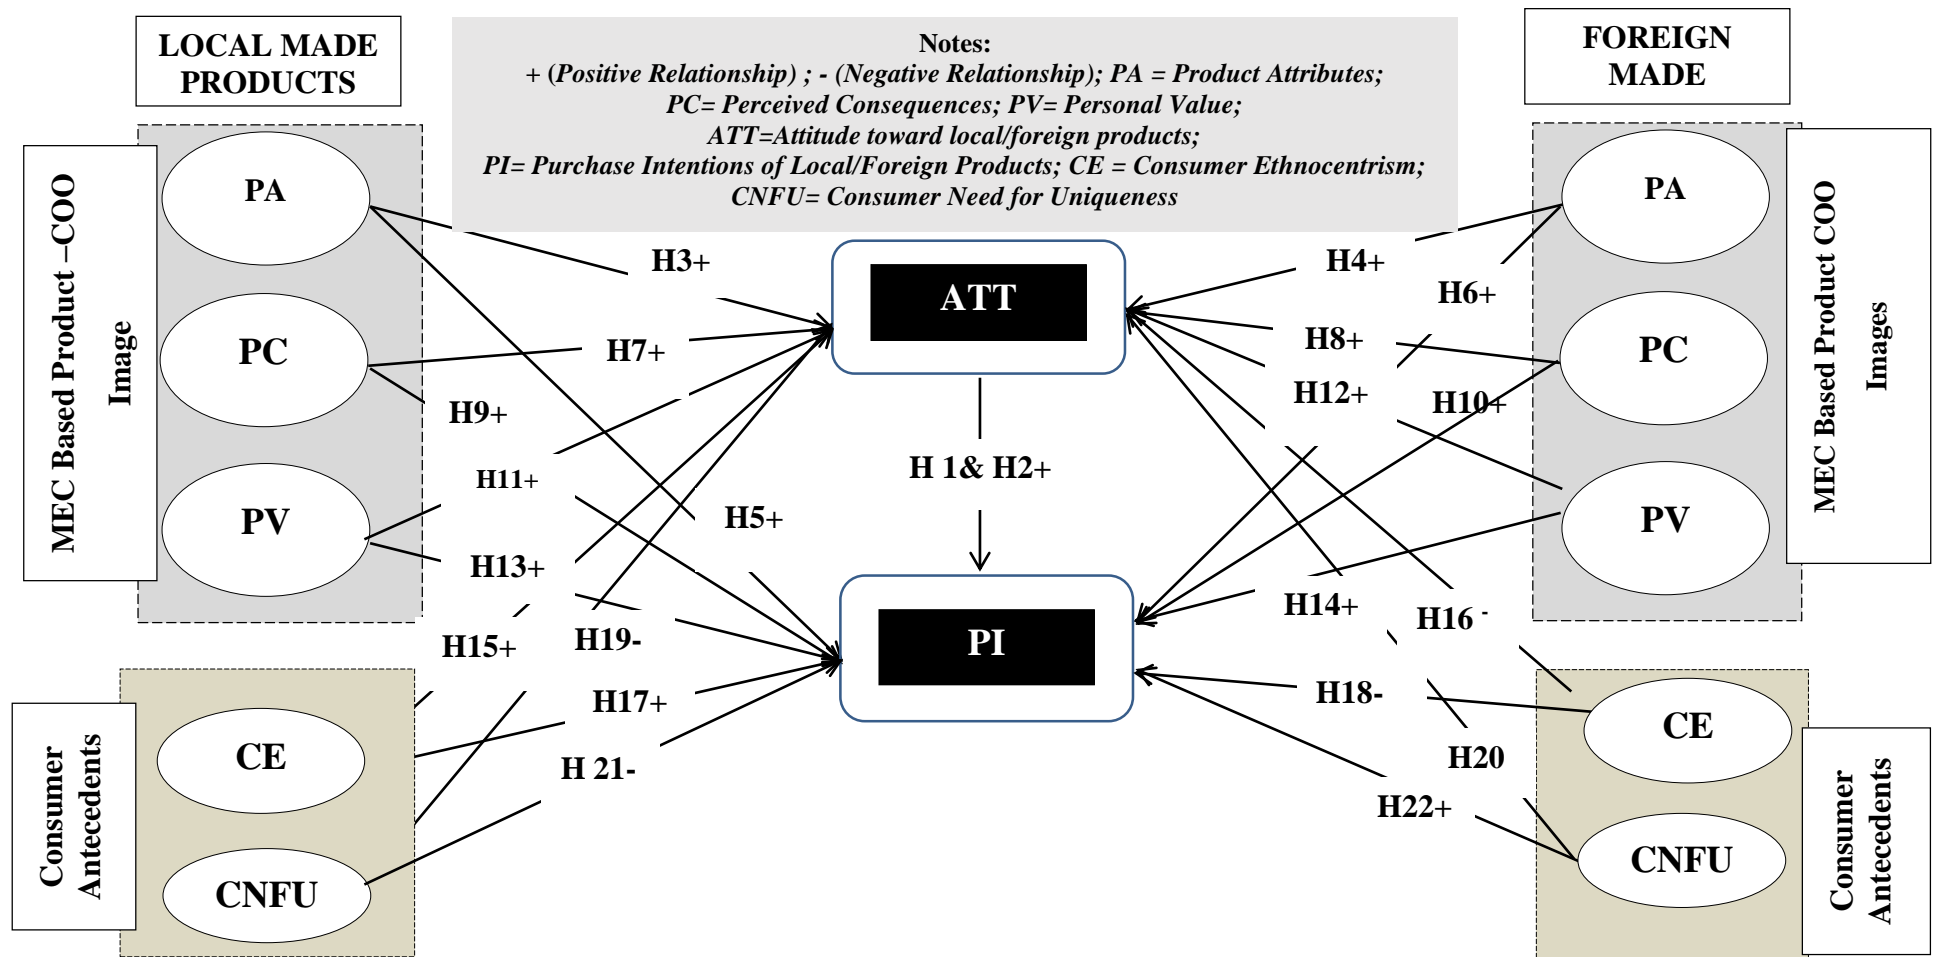 LOCAL MADE
PRODUCTS
Notes:
+ (Positive Relationship) ; - (Negative Relationship); PA = Product Attributes;
PC= Perceived Consequences; PV= Personal Value;
ATT=Attitude toward local/foreign products;
PI= Purchase Intentions of Local/Foreign Products; CE = Consumer Ethnocentrism;
CNFU= Consumer Need for Uniqueness
FOREIGN
MADE
MEC Based Product –COO
Image
PA
PC
PV
H3+
H7+
H9+
H11+
H5+
H13+
H15+
H19-
H17+
H 21-
ATT
H 1& H2+
PI
H4+
H6+
H8+
H12+
H10+
H14+
H16 -
H18-
H20
H22+
PA
PC
PV
MEC Based Product COO
Images
Consumer
Antecedents
CE
CNFU
CE
CNFU
Consumer
Antecedents